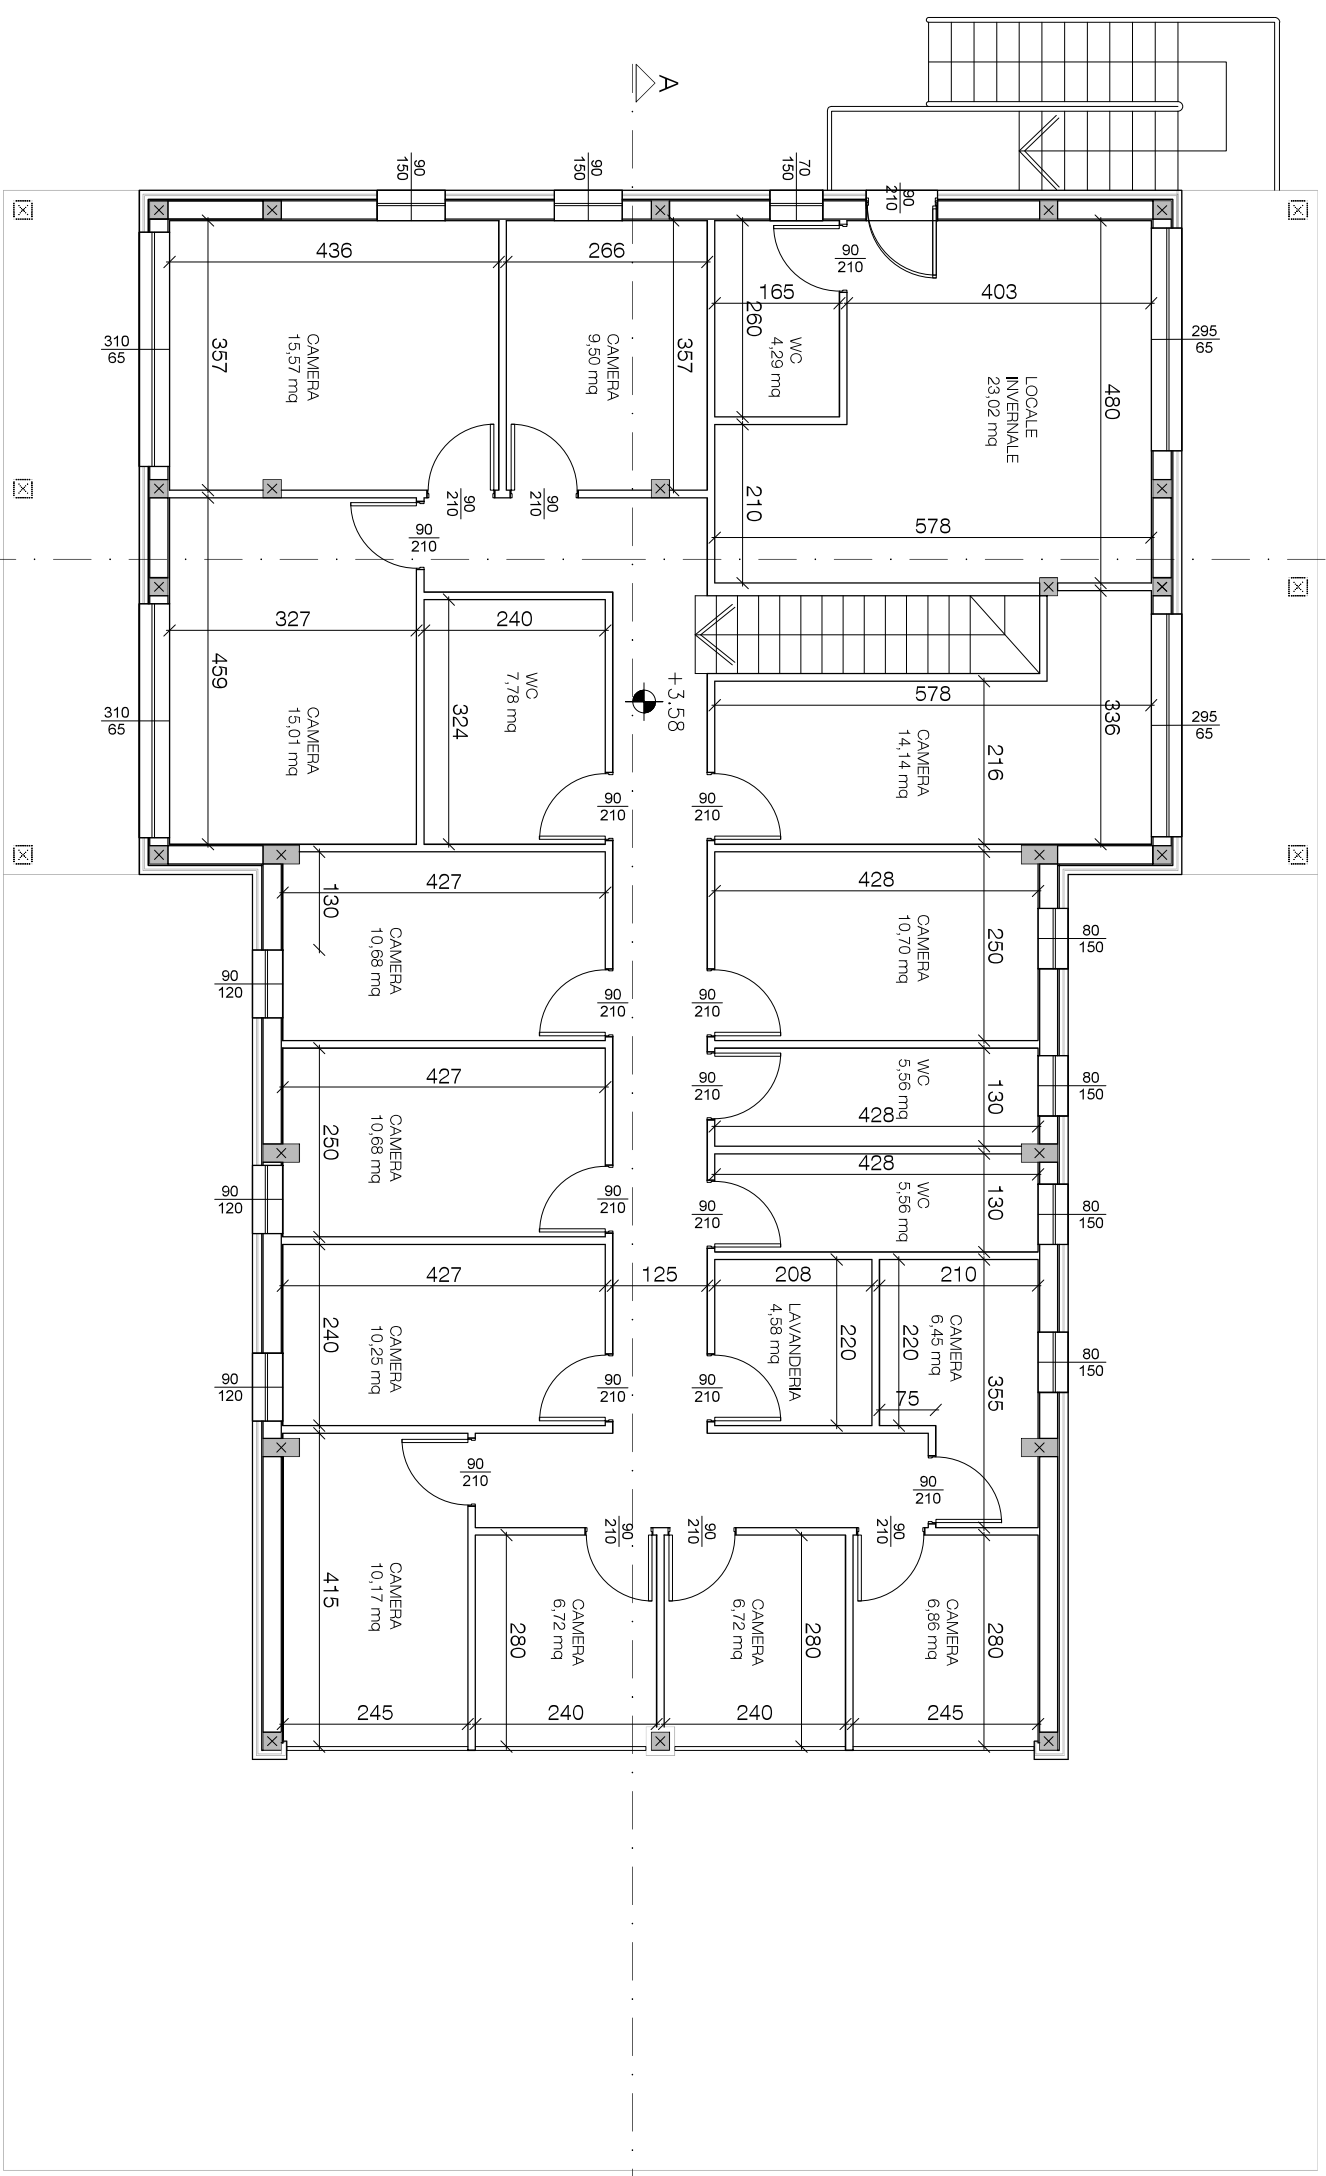 A
90
150
90
150
70
150
90
210
436
266
90
210
165
403
260
310
65
357
CAMERA
15,57 mq
CAMERA
9,50 mq
357
WC
4,29 mq
LOCALE
INVERNALE
23,02 mq
480
295
65
90
210
90
210
210
90
210
578
327
240
459
CAMERA
15,01 mq
324
WC
7,78 mq
+3.58
578
336
310
65
295
65
CAMERA
14,14 mq
216
90
210
90
210
427
428
130
CAMERA
10,68 mq
CAMERA
10,70 mq
250
80
150
90
120
90
210
90
210
427
90
210
WC
5,56 mq
130
80
150
428
250
CAMERA
10,68 mq
428
90
120
90
210
90
210
WC
5,56 mq
130
80
150
427
125
208
210
240
CAMERA
10,25 mq
LAVANDERIA
4,58 mq
220
220
CAMERA
6,45 mq
355
80
150
90
120
90
210
90
210
75
90
210
90
210
90
210
90
210
90
210
415
CAMERA
10,17 mq
280
CAMERA
6,72 mq
CAMERA
6,72 mq
280
CAMERA
6,86 mq
280
245
240
240
245